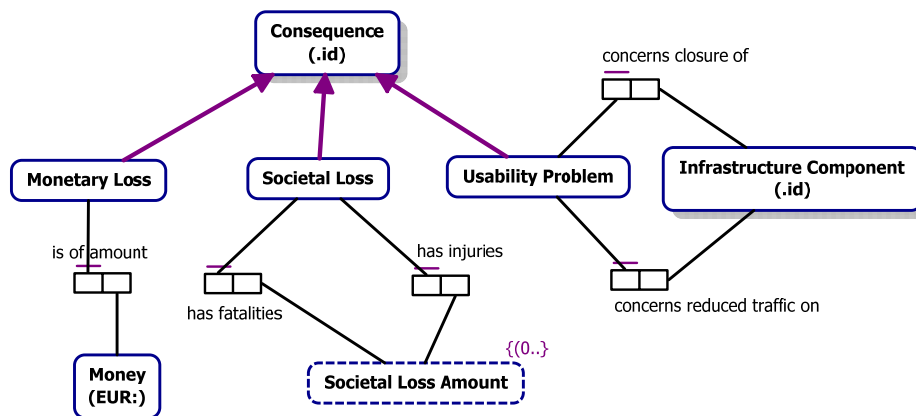 Consequence
(.id)
concerns closure of
Monetary Loss
Societal Loss
Usability Problem
Infrastructure Component
(.id)
is of amount
has injuries
has fatalities
concerns reduced traffic on
{(0..}
Money
(EUR:)
Societal Loss Amount